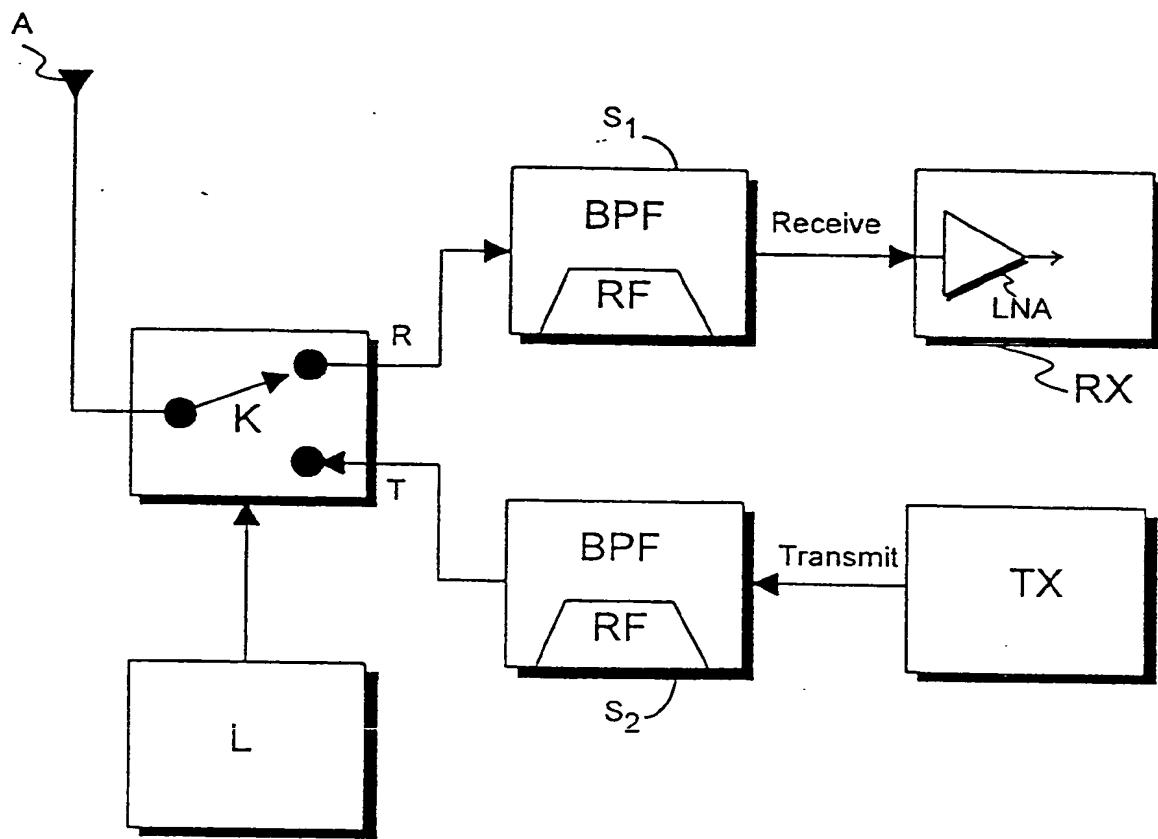 A
S1
BPF
RF
Receive
LNA
RX
R
K
T
BPF
RF
S2
Transmit
TX
L